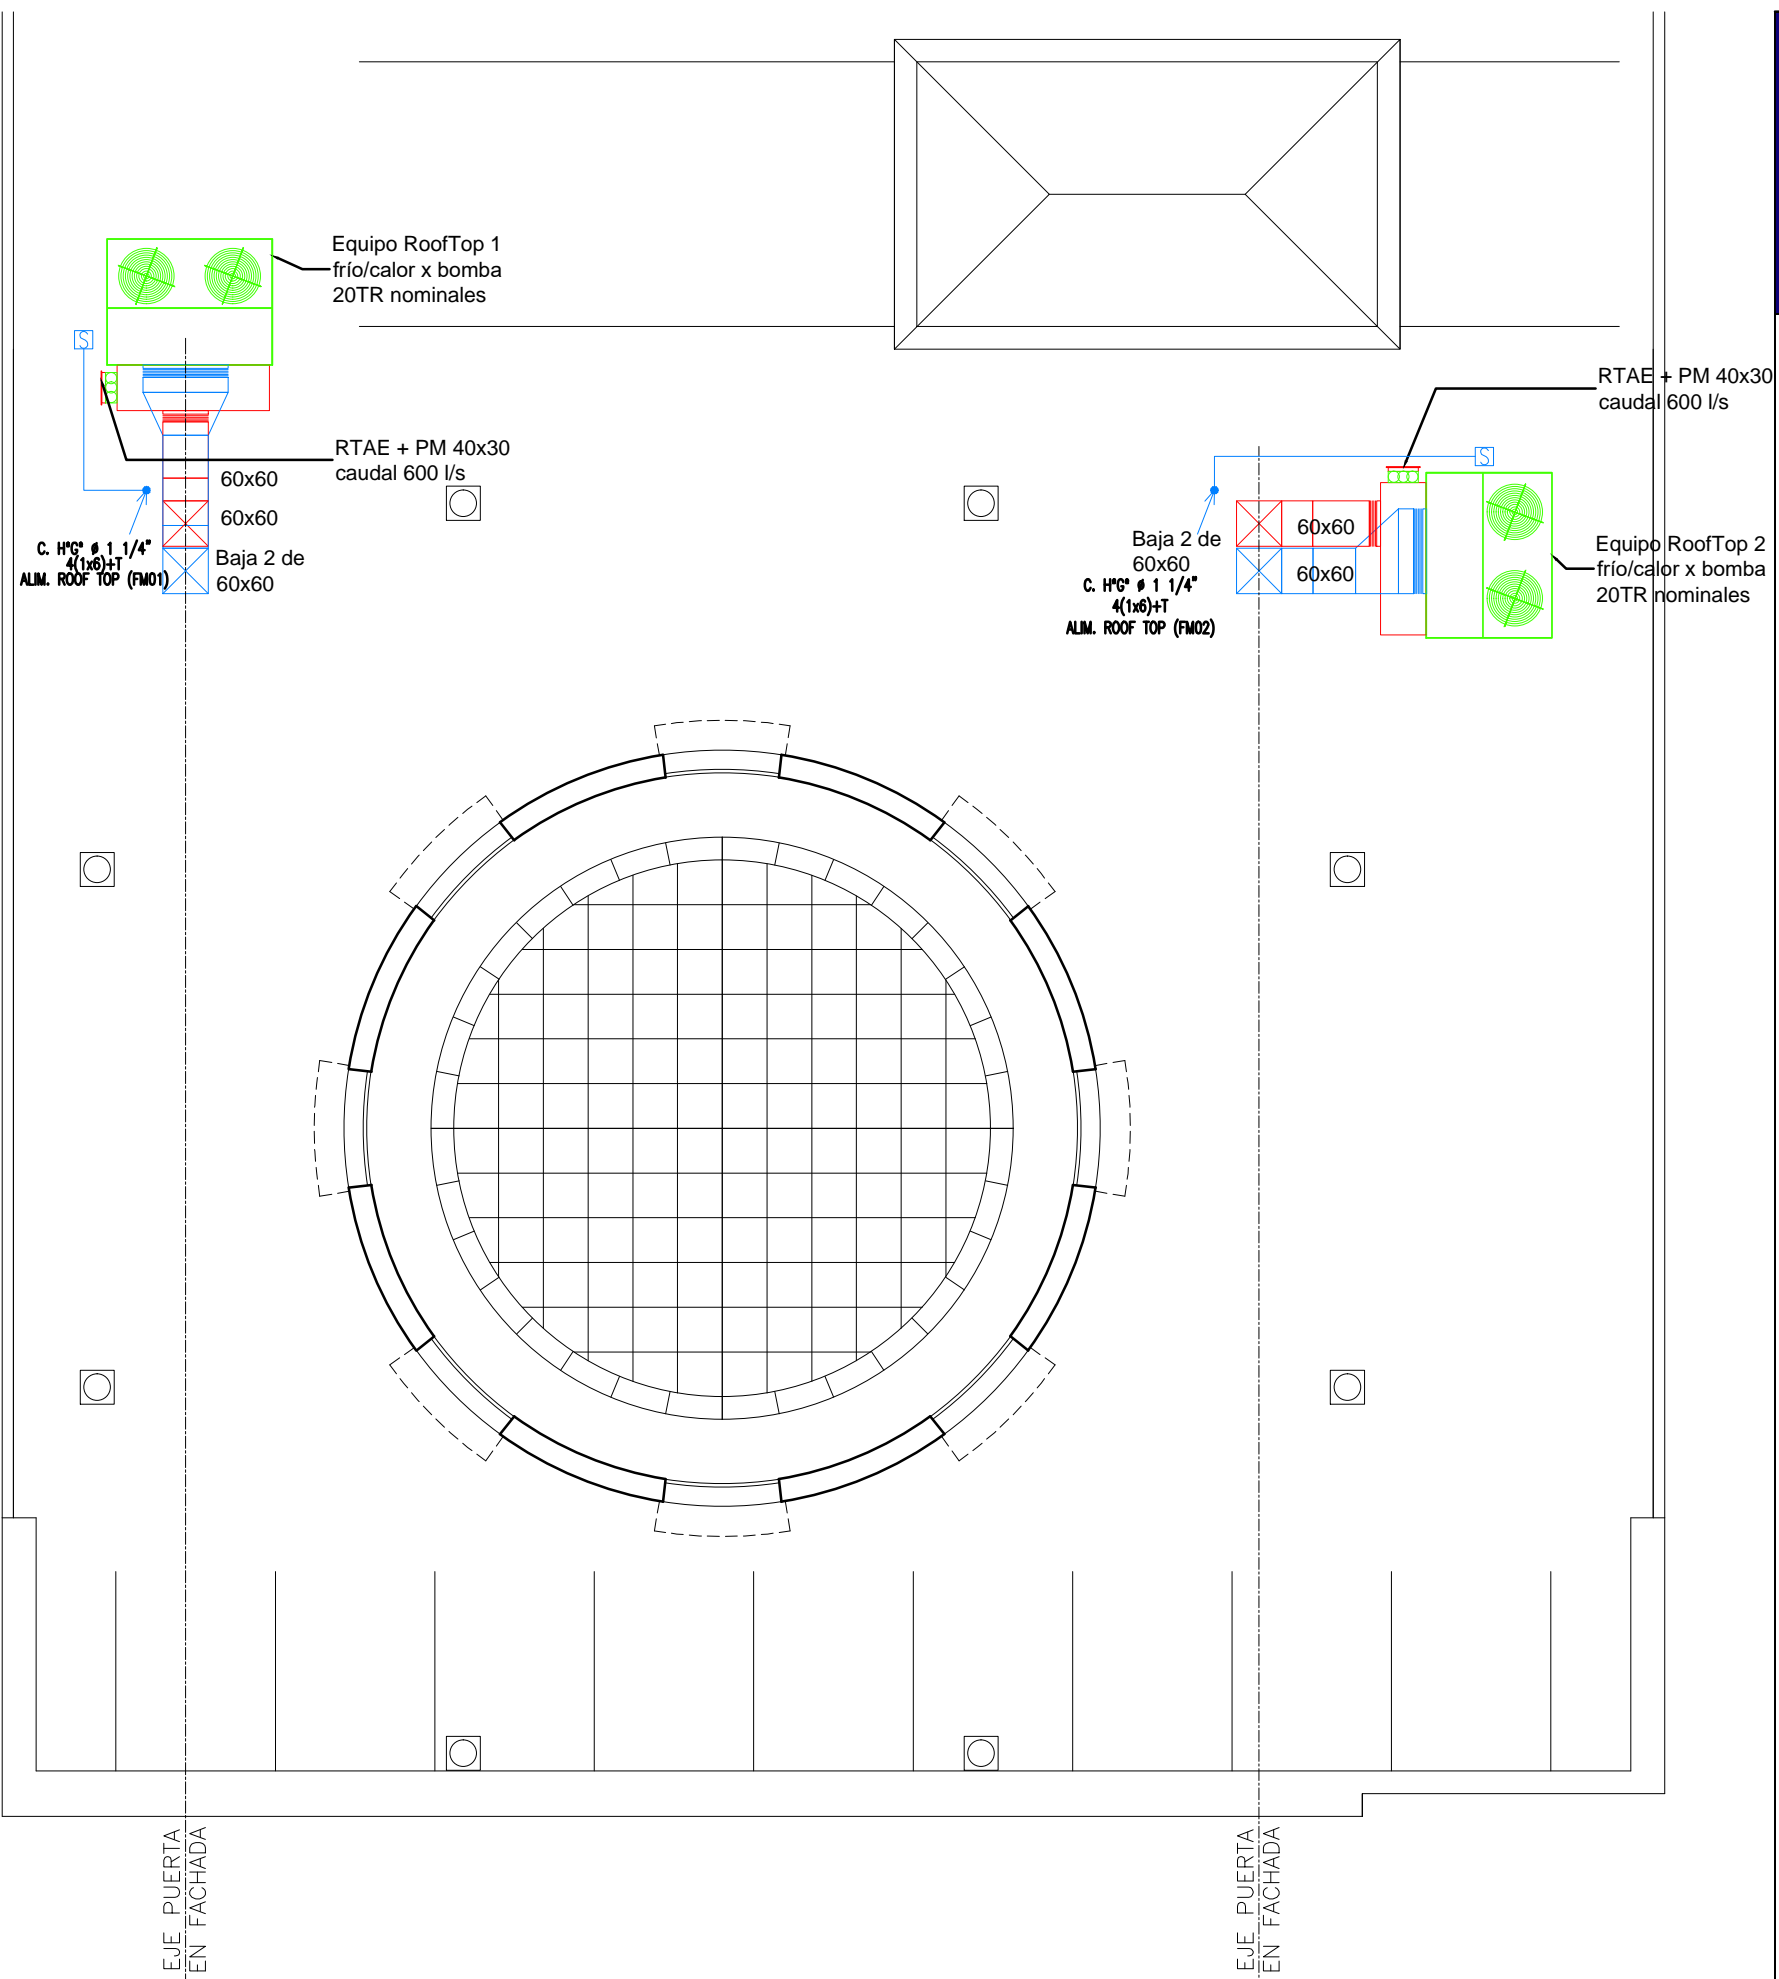 Equipo RoofTop 1
frío/calor x bomba
20TR nominales
S
RTAE + PM 40x30
caudal 600 l/s
60x60
60x60
Baja 2 de
60x60
C. H°G° ø 1 1/4"
4(1x6)+T
ALIM. ROOF TOP (FM01)
RTAE + PM 40x30
caudal 600 l/s
S
60x60
60x60
Baja 2 de
60x60
C. H°G° ø 1 1/4"
4(1x6)+T
ALIM. ROOF TOP (FM02)
Equipo RoofTop 2
frío/calor x bomba
20TR nominales
EJE PUERTA
EN FACHADA
EJE PUERTA
EN FACHADA